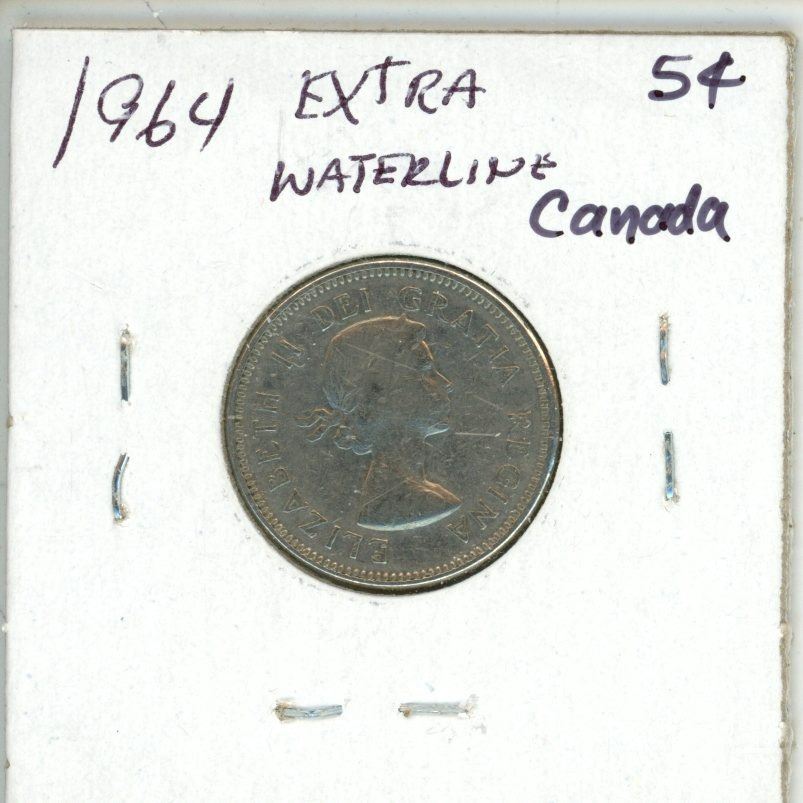 1964 EXTRA 5¢
WATERLINE
Canada
ELIZABETH II DEI GRATIA REGINA